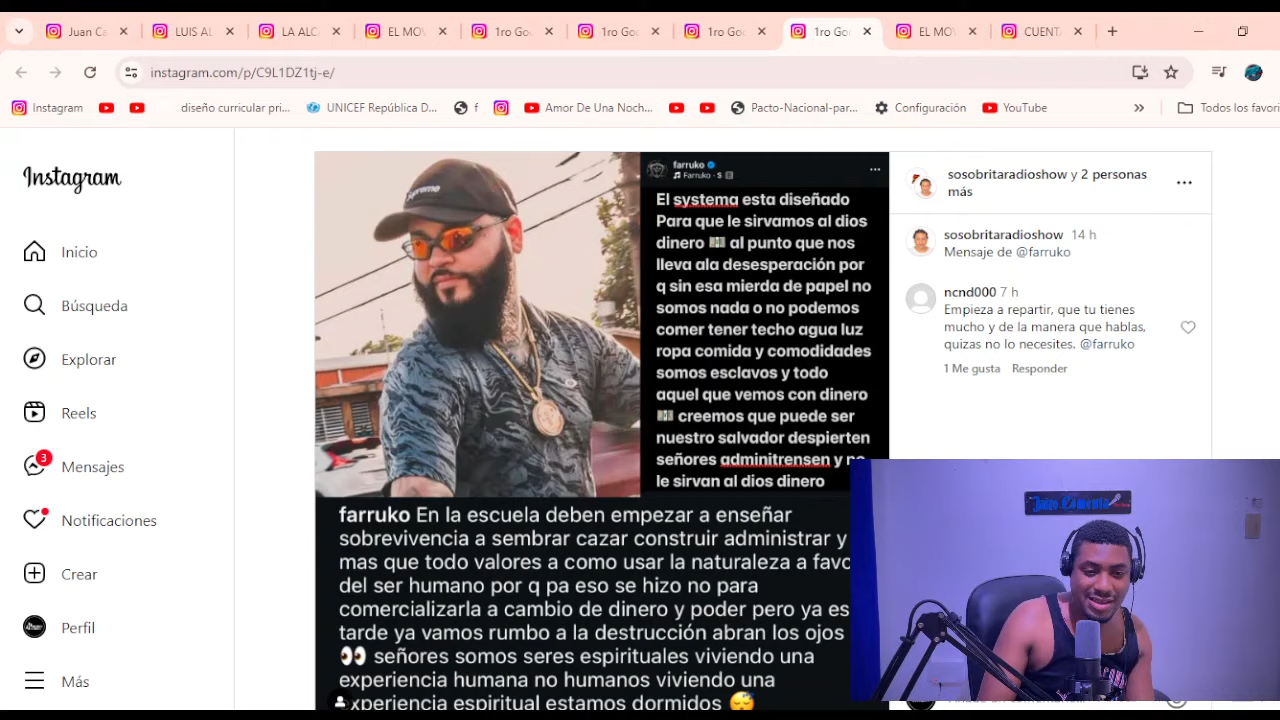 Juan Ca
LUIS AL
LA ALC
EL MOV
1ro Goo
1ro Goo
1ro Goo
1ro Goo
EL MOV
CUENT
instagram.com/p/C9L1DZ1tj-e/
Instagram
diseño curricular pri...
UNICEF República D...
f
Amor De Una Noch...
Pacto-Nacional-par...
Configuración
YouTube
Todos los favori
Instagram
Inicio
Búsqueda
Explorar
Reels
3
Mensajes
Notificaciones
Crear
Perfil
Más
farruko
Farruko · S
El systema esta diseñado
Para que le sirvamos al dios
dinero 💵 al punto que nos
lleva ala desesperación por
q sin esa mierda de papel no
somos nada o no podemos
comer tener techo agua luz
ropa comida y comodidades
somos esclavos y todo
aquel que vemos con dinero
💵 creemos que puede ser
nuestro salvador despierten
señores adminitrensen y no
le sirvan al dios dinero
farruko En la escuela deben empezar a enseñar
sobrevivencia a sembrar cazar construir administrar y
mas que todo valores a como usar la naturaleza a favo
del ser humano por q pa eso se hizo no para
comercializarla a cambio de dinero y poder pero ya es
tarde ya vamos rumbo a la destrucción abran los ojos
👀 señores somos seres espirituales viviendo una
experiencia humana no humanos viviendo una
experiencia espiritual estamos dormidos 😴
sosobritaradioshow y 2 personas
más
sosobritaradioshow 14 h
Mensaje de @farruko
ncnd000 7 h
Empieza a repartir, que tu tienes
mucho y de la manera que hablas,
quizas no lo necesites. @farruko
1 Me gusta Responder